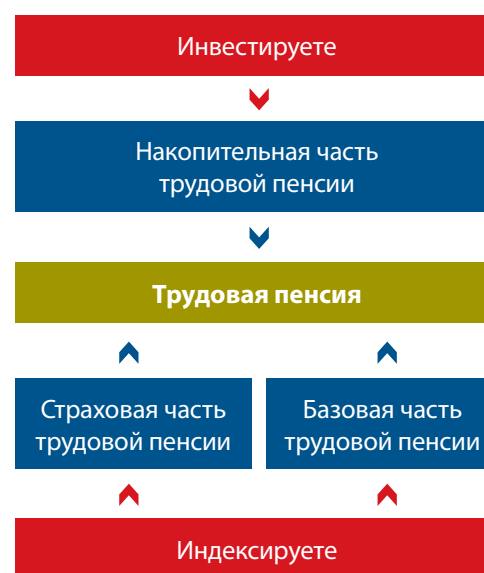 Инвестируете
Накопительная часть
трудовой пенсии
Трудовая пенсия
Страховая часть
трудовой пенсии
Базовая часть
трудовой пенсии
Индексируете